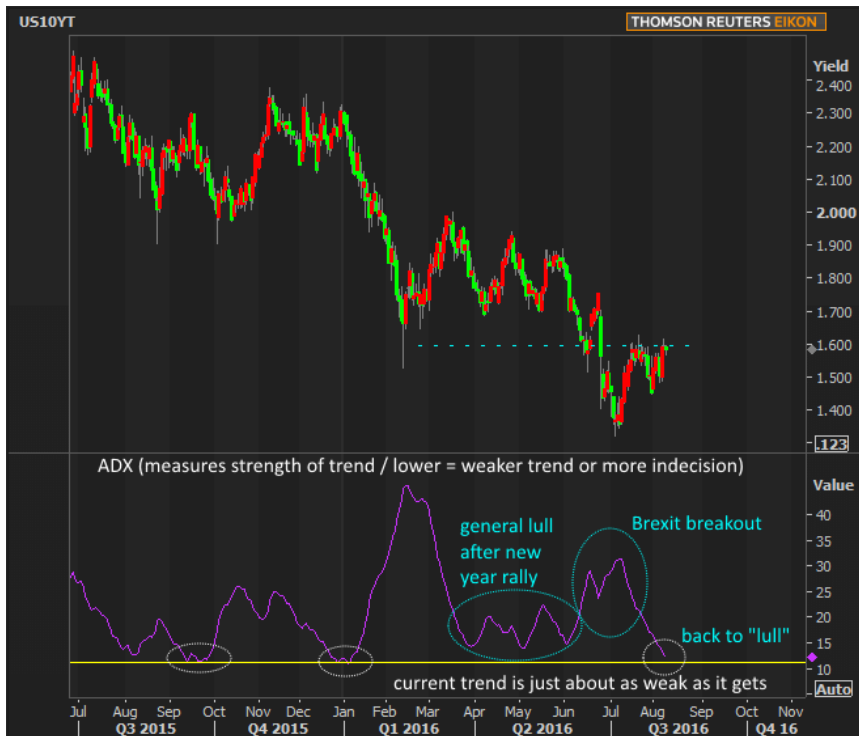 US10YT
THOMSON REUTERS EIKON
Yield
2.400
2.300
2.200
2.100
2.000
1.900
1.800
1.700
1.600
1.500
1.400
.123
ADX (measures strength of trend / lower = weaker trend or more indecision)
Value
40
35
30
25
20
15
10
Auto
general lull
after new
year rally
Brexit breakout
back to "lull"
current trend is just about as weak as it gets
Jul Aug Sep Oct Nov Dec Jan Feb Mar Apr May Jun Jul Aug Sep Oct Nov
Q3 2015 Q4 2015 Q1 2016 Q2 2016 Q3 2016 Q4 16